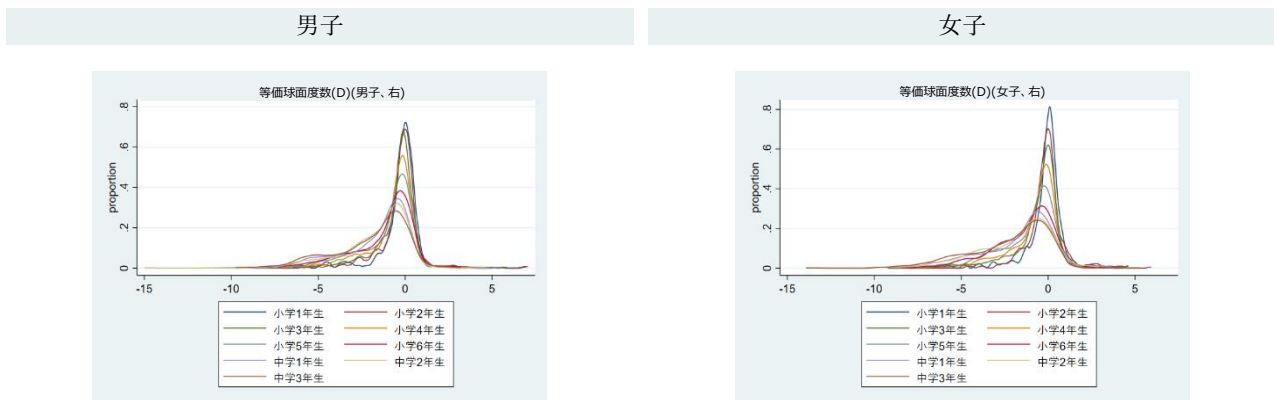 男子
女子
等価球面度数(D)(男子、右)
proportion
.8
.6
.4
.2
0
-15 -10 -5 0 5
小学1年生 小学2年生
小学3年生 小学4年生
小学5年生 小学6年生
中学1年生 中学2年生
中学3年生
等価球面度数(D)(女子、右)
proportion
.8
.6
.4
.2
0
-15 -10 -5 0 5
小学1年生 小学2年生
小学3年生 小学4年生
小学5年生 小学6年生
中学1年生 中学2年生
中学3年生